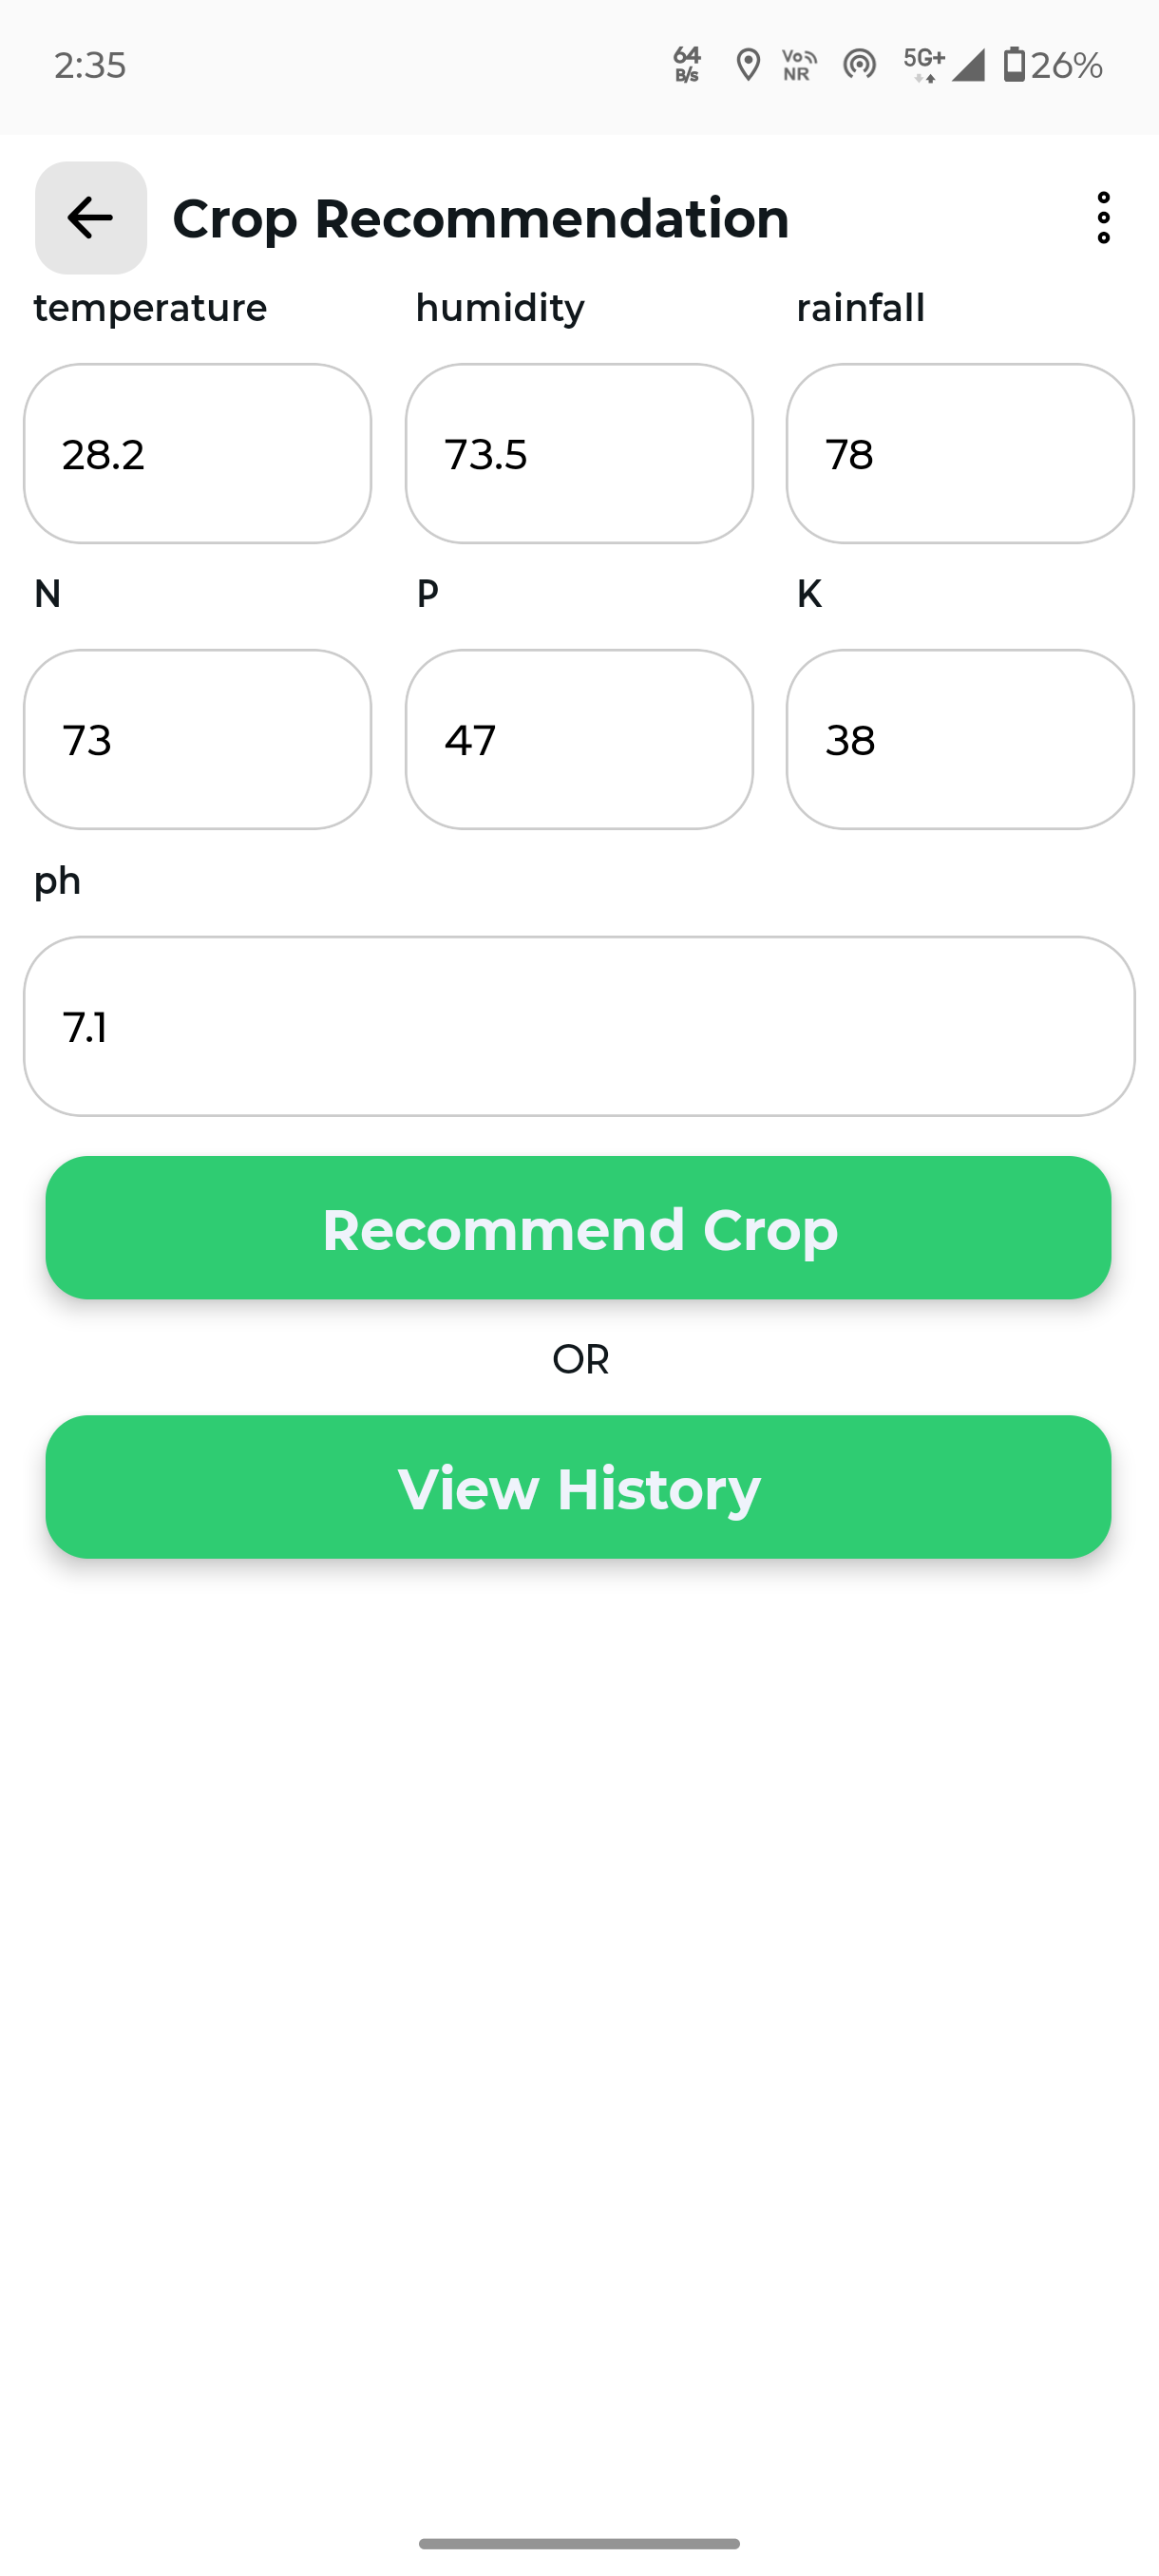 2:35 64 B/s Vo NR 5G+ 26%
Crop Recommendation
temperature humidity rainfall
28.2 73.5 78
N P K
73 47 38
ph
7.1
Recommend Crop
OR
View History